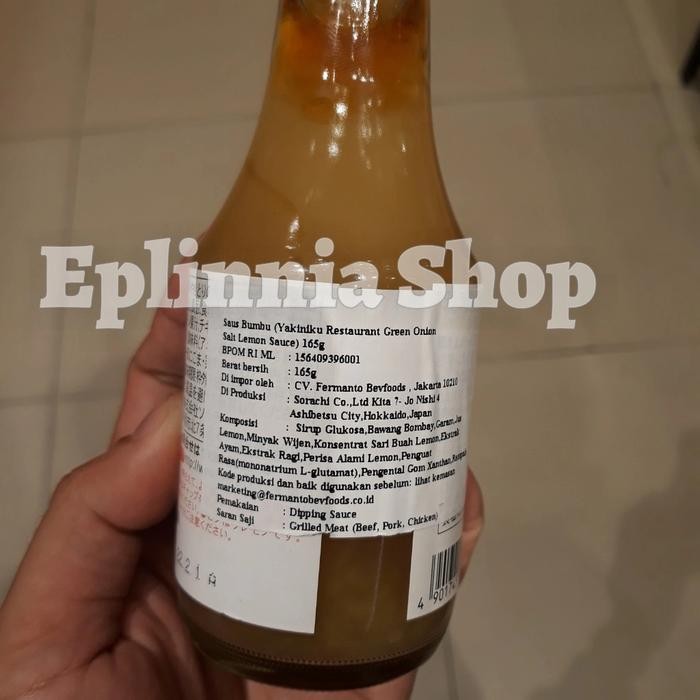 Eplinnia Shop
Saus Bumbu (Yakiniku Restaurant Green Onion
Salt Lemon Sauce) 165g
BPOM RI ML : 156409396001
Berat bersih : 165g
Di impor oleh : CV. Fermanto Bevfoods , Jakarta 10210
Di Produksi : Sorachi Co.,Ltd Kita 7- Jo Nishi 4
Ashibetsu City,Hokkaido,Japan
Komposisi : Sirup Glukosa,Bawang Bombay,Garam,Jus
Lemon,Minyak Wijen,Konsentrat Sari Buah Lemon,Ekstrak
Ayam,Ekstrak Ragi,Perisa Alami Lemon,Penguat
Rasa(mononatrium L-glutamat),Pengental Gom Xanthan,
Kode produksi dan baik digunakan sebelum: lihat kemasan
marketing@fermantobevfoods.co.id
Pemakaian : Dipping Sauce
Saran Saji : Grilled Meat (Beef, Pork, Chicken)
22.21
4 90174